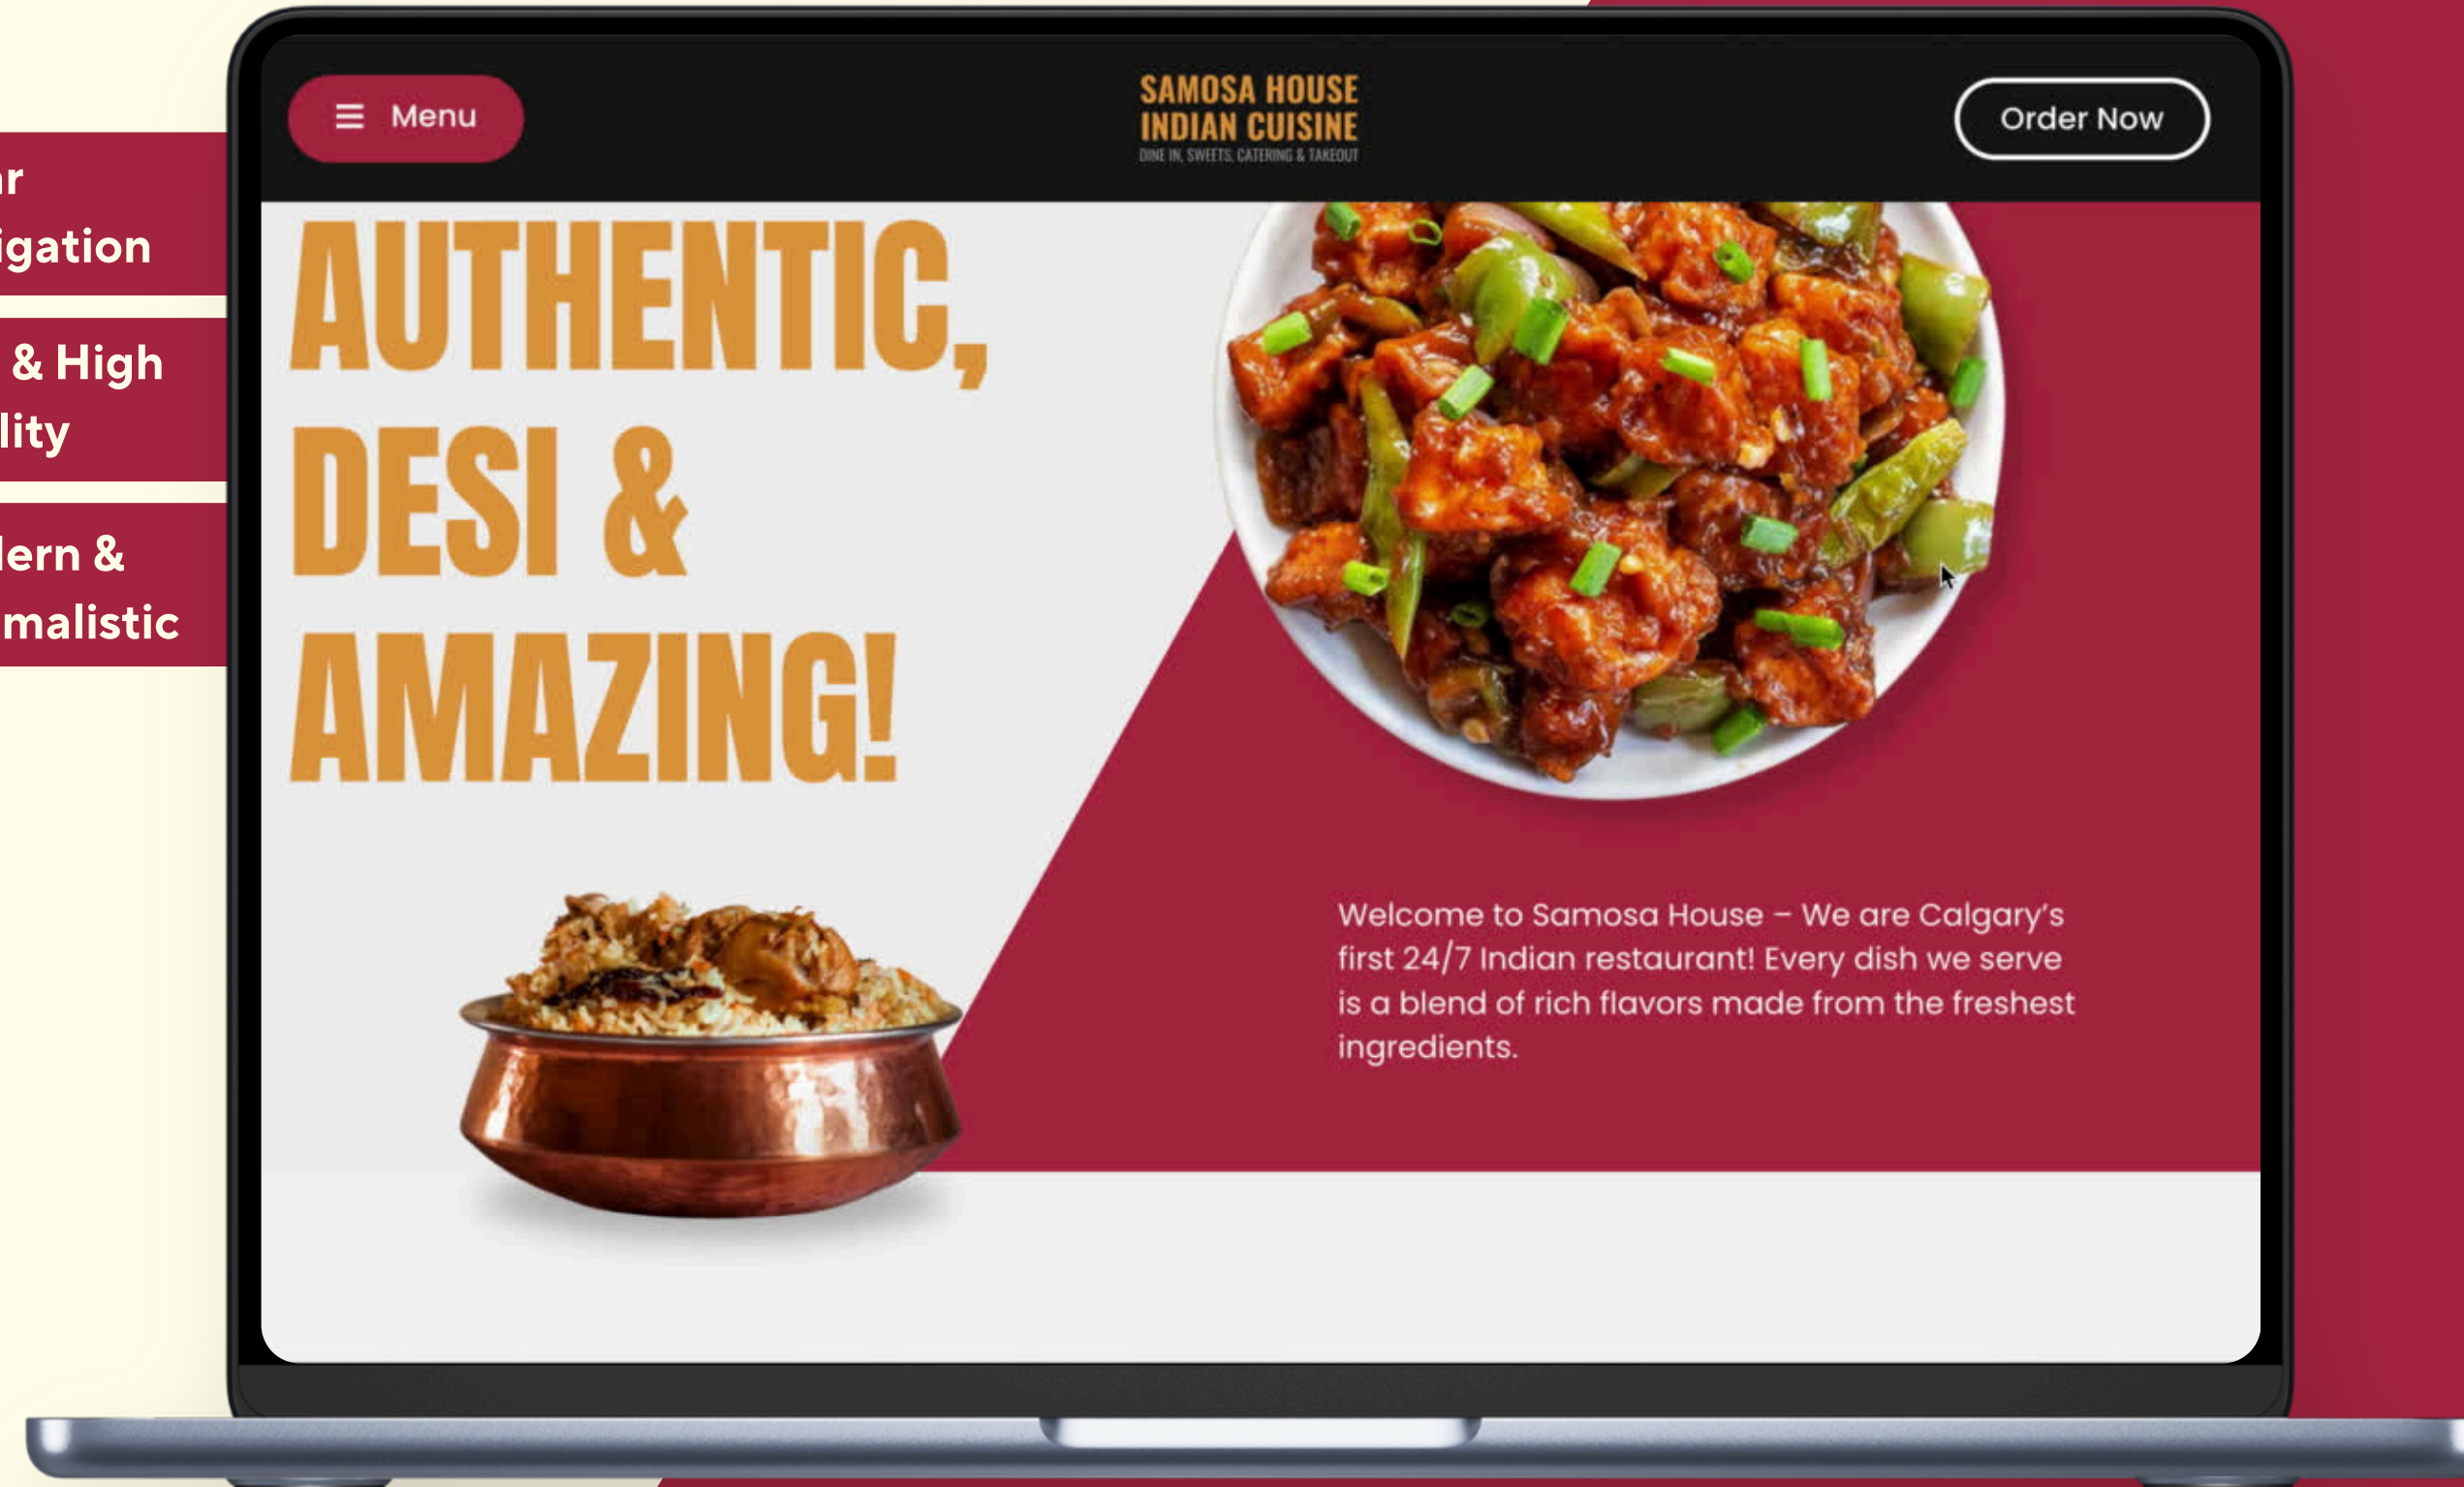 Menu
SAMOSA HOUSE
INDIAN CUISINE
DINE IN, SWEETS, CATERING & TAKEOUT
Order Now
igation
& High
lity
ern &
malistic
AUTHENTIC,
DESI &
AMAZING!
Welcome to Samosa House – We are Calgary's
first 24/7 Indian restaurant! Every dish we serve
is a blend of rich flavors made from the freshest
ingredients.